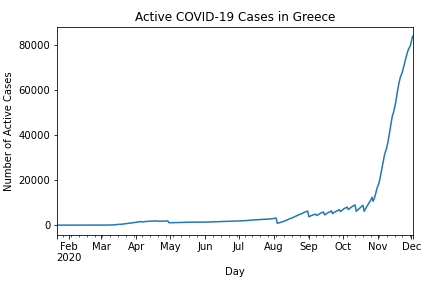 Active COVID-19 Cases in Greece
Number of Active Cases
80000
60000
40000
20000
0
Feb Mar Apr May Jun Jul Aug Sep Oct Nov Dec
2020
Day